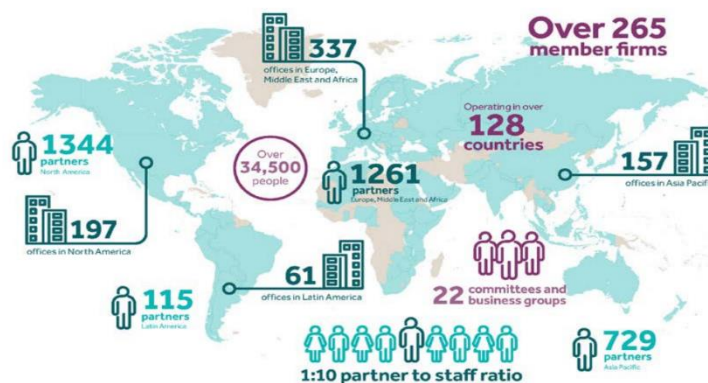 Over 265
member firms
337
offices in Europe,
Middle East and Africa
Operating in over
128
countries
1344
partners
North America
Over
34,500
people
1261
partners
Europe, Middle East and Africa
157
offices in Asia Pacific
197
offices in North America
61
offices in Latin America
22 committees and
business groups
115
partners
Latin America
729
partners
Asia Pacific
1:10 partner to staff ratio